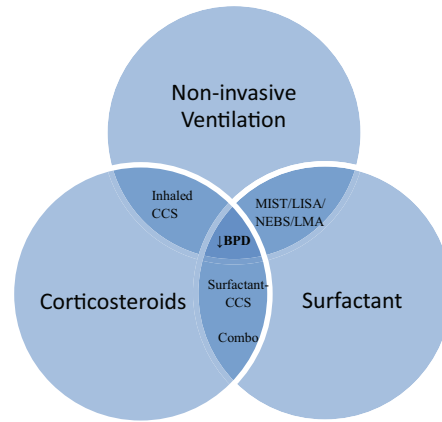 Non-invasive
Ventilation
Inhaled
CCS
MIST/LISA/
NEBS/LMA
↓BPD
Corticosteroids
Surfactant-
CCS
Combo
Surfactant